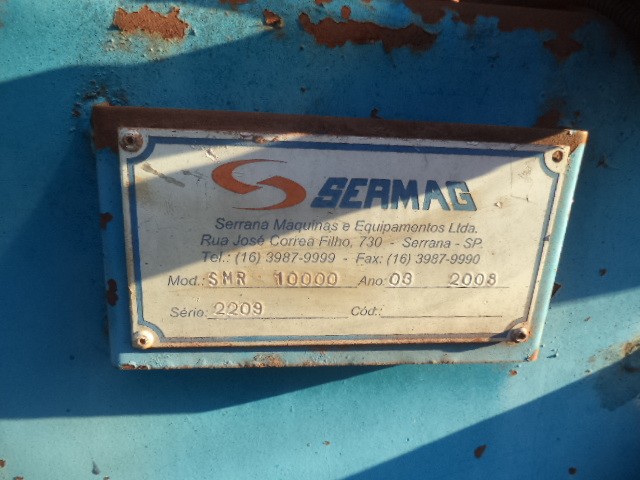 SERMAG
Serrana Maquinas e Equipamentos Ltda.
Rua José Correa Filho, 730 - Serrana - SP.
Tel.: (16) 3987-9999 - Fax: (16) 3987-9990
Mod.: SMR 10000 Ano: 03 2008
Série: 2209 Cód.: